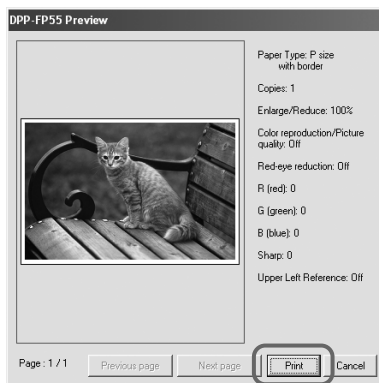 DPP-FP55 Preview
Paper Type: P size
with border
Copies: 1
Enlarge/Reduce: 100%
Color reproduction/Picture
quality: Off
Red-eye reduction: Off
R (red): 0
G (green): 0
B (blue): 0
Sharp: 0
Upper Left Reference: Off
Page : 1 / 1
Previous page
Next page
Print
Cancel